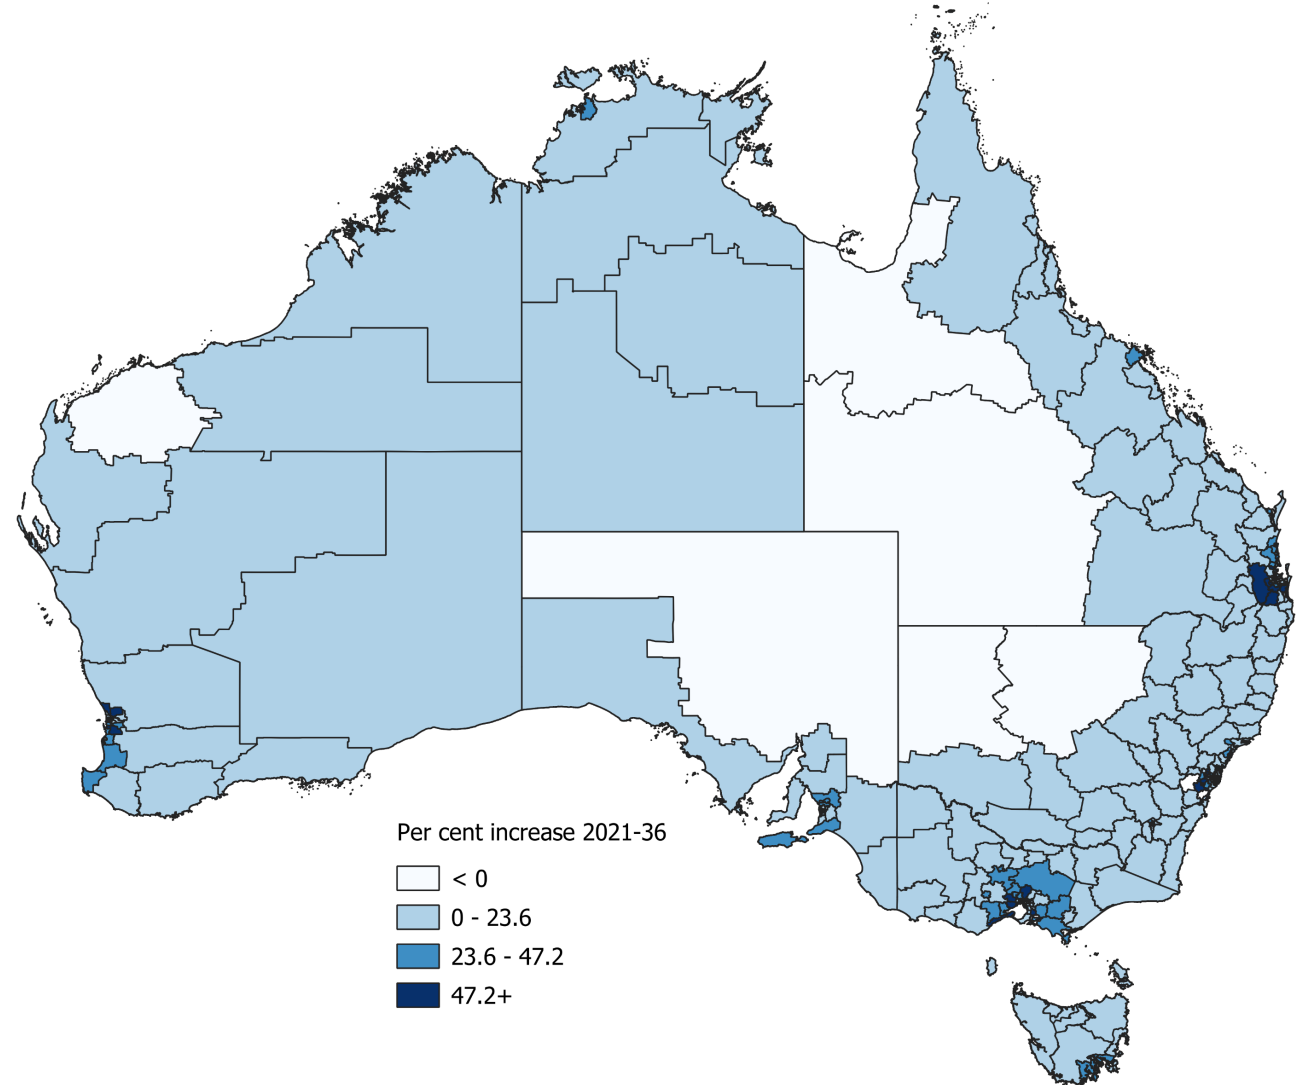 Per cent increase 2021-36
< 0
0 - 23.6
23.6 - 47.2
47.2+